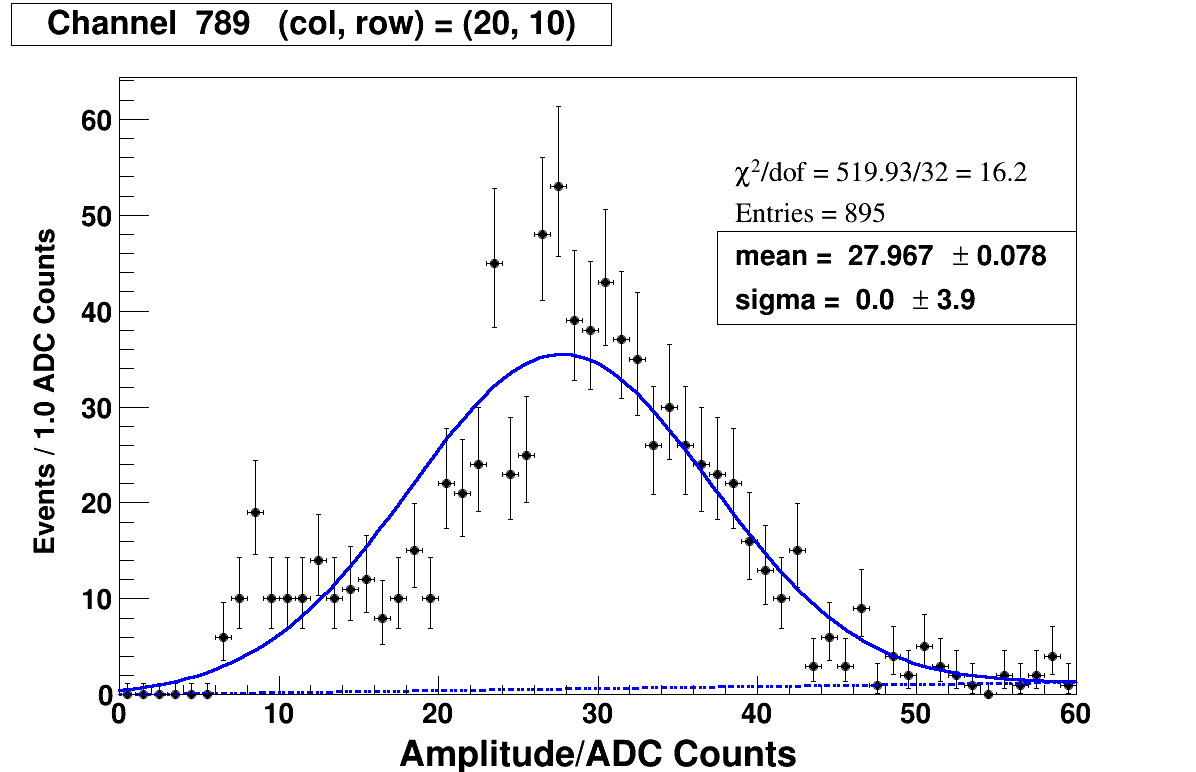 Channel 789 (col, row) = (20, 10)
60
50
40
30
20
10
0
Events / 1.0 ADC Counts
χ²/dof = 519.93/32 = 16.2
Entries = 895
mean = 27.967 ± 0.078
sigma = 0.0 ± 3.9
0 10 20 30 40 50 60
Amplitude/ADC Counts